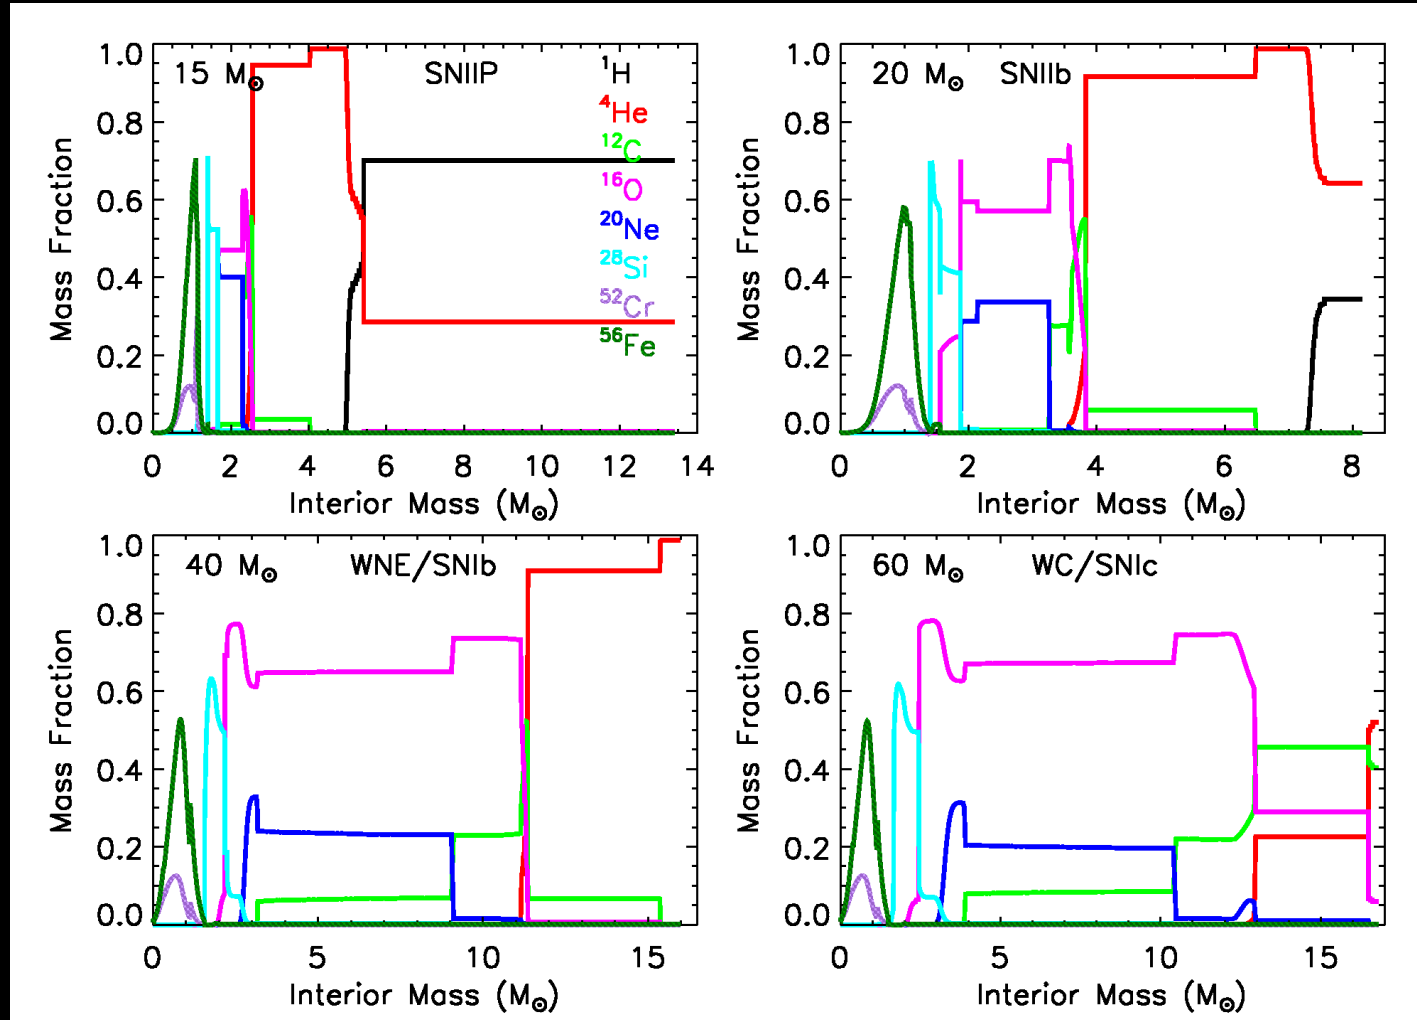 15 M☉ SNIIP
¹H
⁴He
¹²C
¹⁶O
²⁰Ne
²⁸Si
⁵²Cr
⁵⁶Fe
Mass Fraction
1.0
0.8
0.6
0.4
0.2
0.0
0 2 4 6 8 10 12 14
Interior Mass (M☉)
20 M☉ SNIIb
Mass Fraction
1.0
0.8
0.6
0.4
0.2
0.0
0 2 4 6 8
Interior Mass (M☉)
40 M☉ WNE/SNIb
Mass Fraction
1.0
0.8
0.6
0.4
0.2
0.0
0 5 10 15
Interior Mass (M☉)
60 M☉ WC/SNIc
Mass Fraction
1.0
0.8
0.6
0.4
0.2
0.0
0 5 10 15
Interior Mass (M☉)